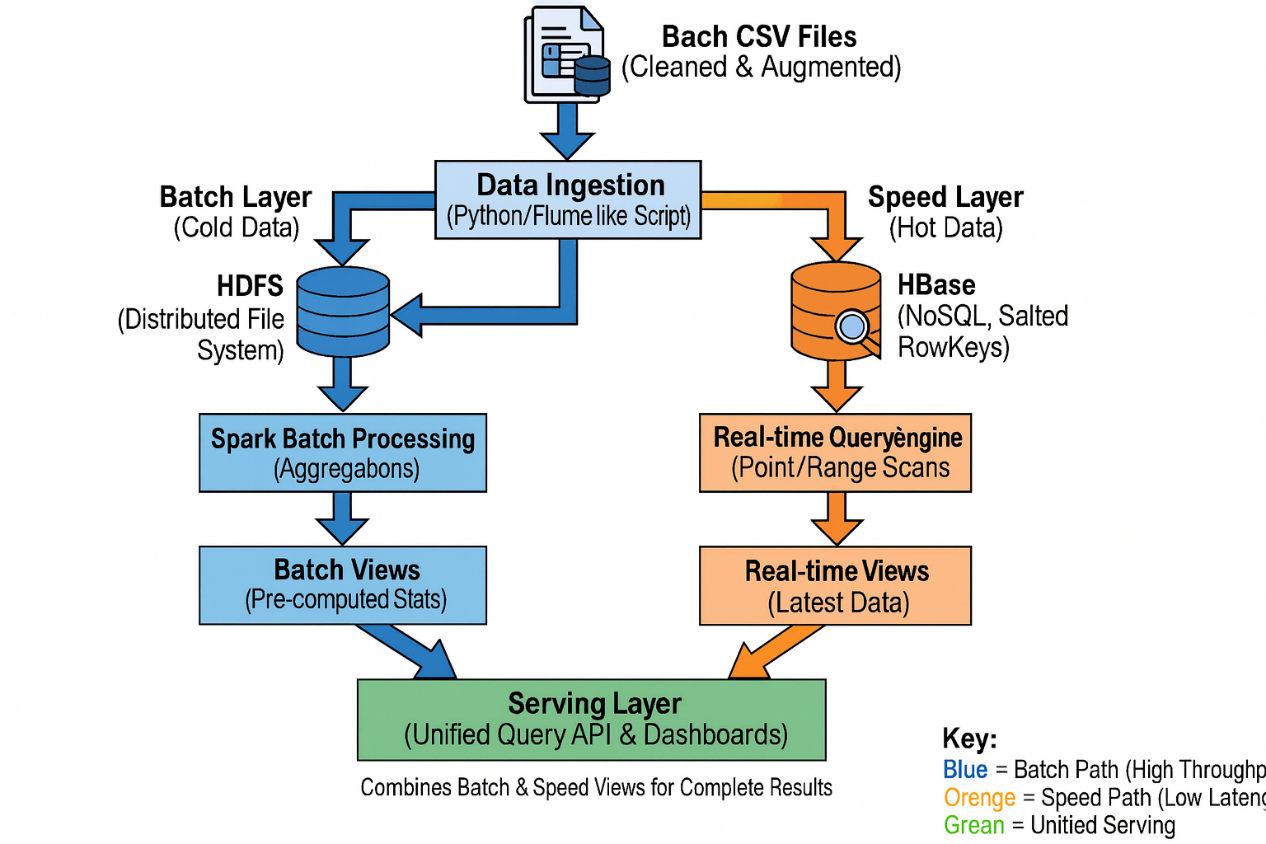 Bach CSV Files
(Cleaned & Augmented)
Data Ingestion
(Python/Flume like Script)
Batch Layer
(Cold Data)
Speed Layer
(Hot Data)
HDFS
(Distributed File
System)
HBase
(NoSQL, Salted
RowKeys)
Spark Batch Processing
(Aggregabons)
Real-time Queryèngine
(Point/Range Scans
Batch Views
(Pre-computed Stats)
Real-time Views
(Latest Data)
Serving Layer
(Unified Query API & Dashboards)
Combines Batch & Speed Views for Complete Results
Key:
Blue = Batch Path (High Throughp
Orenge = Speed Path (Low Lateng
Grean = Unitied Serving